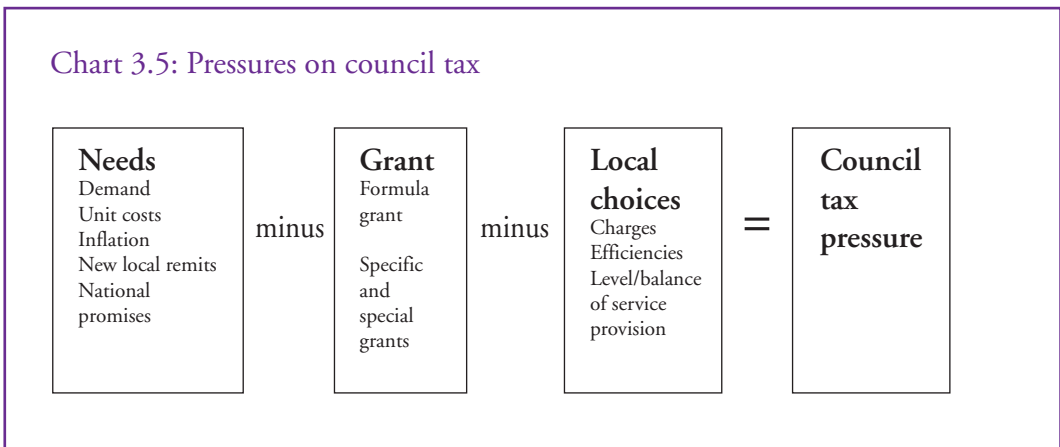 Chart 3.5: Pressures on council tax
Needs
Demand
Unit costs
Inflation
New local remits
National
promises
minus
Grant
Formula
grant
Specific
and
special
grants
minus
Local
choices
Charges
Efficiencies
Level/balance
of service
provision
=
Council
tax
pressure